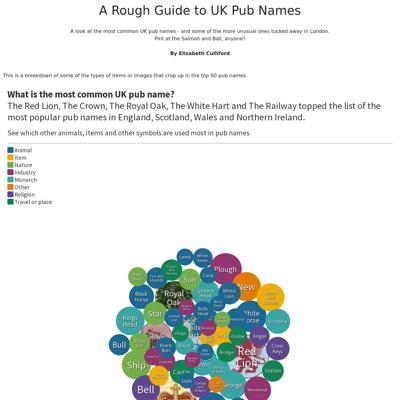 A Rough Guide to UK Pub Names
A look at the most common UK pub names - and some of the more unusual ones tucked away in London.
Pint at the Salmon and Ball, anyone?
By Elizabeth Culliford
This is a breakdown of some of the types of items or images that crop up in the top 60 pub names.
What is the most common UK pub name?
The Red Lion, The Crown, The Royal Oak, The White Hart and The Railway topped the list of the
most popular pub names in England, Scotland, Wales and Northern Ireland.
See which other animals, items and other symbols are used most in pub names
Animal
Item
Nature
Industry
Monarch
Other
Religion
Travel or place
Lamb
White
Swan
Plough
Sun
Cock
New
Black
Horse
Royal
Oak
Queens
Head
White
Lion
Kings
Head
Star
Victoria
Bull
Black
Bull
Royal
Globe
Angel
Cross
Keys
Bridge
Red
Lion
Ship
Castle
Station
Lion
Bell
George